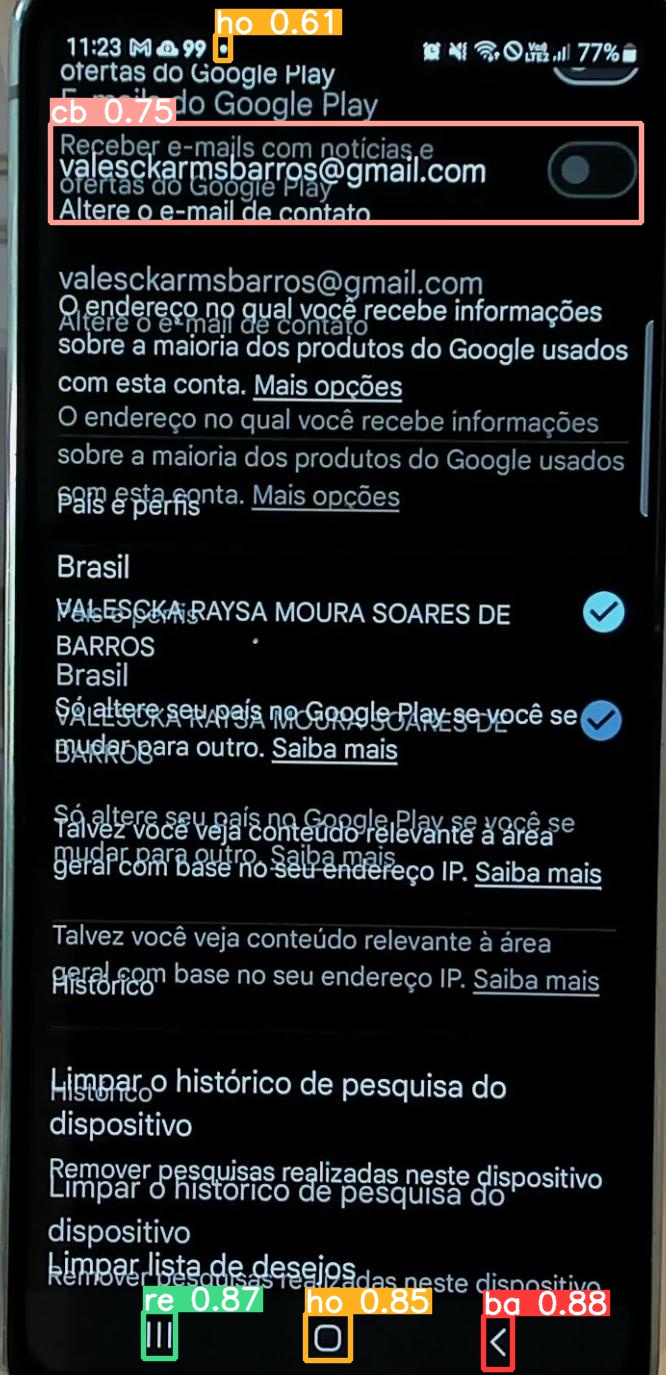 ho 0.61
11:23 99 77%
ofertas do Google Play
E-mails do Google Play
cb 0.75
Receber e-mails com notícias e
valesckarmsbarros@gmail.com
ofertas do Google Play
Altere o e-mail de contato
valesckarmsbarros@gmail.com
O endereço no qual você recebe informações
Altere o e-mail de contato
sobre a maioria dos produtos do Google usados
com esta conta. Mais opções
O endereço no qual você recebe informações
sobre a maioria dos produtos do Google usados
com esta conta. Mais opções
País e perfis
Brasil
VALESCKA RAYSA MOURA SOARES DE
País e perfis
BARROS
Brasil
Só altere seu país no Google Play se você se
VALESCKA RAYSA MOURA SOARES DE
mudar para outro. Saiba mais
BARROS
Só altere seu país no Google Play se você se
Talvez você veja conteúdo relevante à área
mudar para outro. Saiba mais
geral com base no seu endereço IP. Saiba mais
Talvez você veja conteúdo relevante à área
geral com base no seu endereço IP. Saiba mais
Histórico
Limpar o histórico de pesquisa do
Histórico
dispositivo
Remover pesquisas realizadas neste dispositivo
Limpar o histórico de pesquisa do
dispositivo
Limpar lista de desejos
Remover pesquisas realizadas neste dispositivo
re 0.87
ho 0.85
ba 0.88